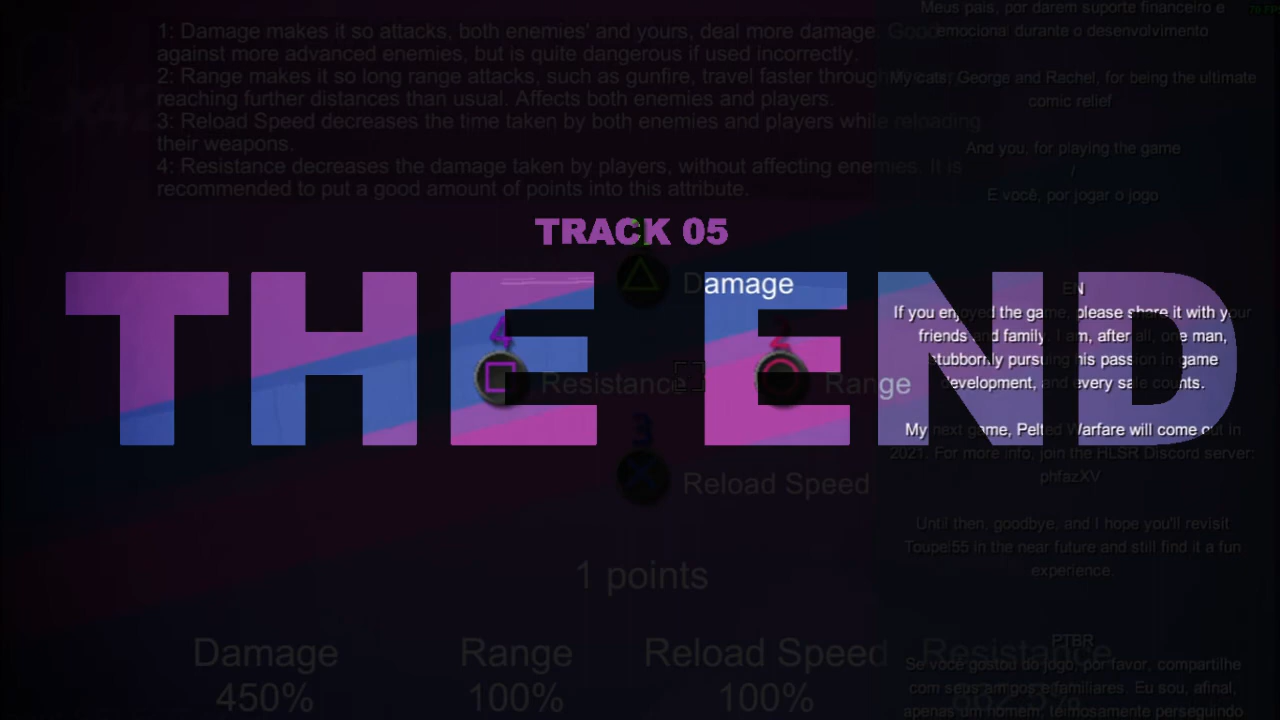 1: Damage makes it so attacks, both enemies' and yours, deal more damage. Good
against more advanced enemies, but is quite dangerous if used incorrectly.
2: Range makes it so long range attacks, such as gunfire, travel faster through
reaching further distances than usual. Affects both enemies and players.
3: Reload Speed decreases the time taken by both enemies and players while reloading
their weapons.
4: Resistance decreases the damage taken by players, without affecting enemies. It is
recommended to put a good amount of points into this attribute.
Meus pais, por darem suporte financeiro e
emocional durante o desenvolvimento
My cats, George and Rachel, for being the ultimate
comic relief
And you, for playing the game
/
E você, por jogar o jogo
TRACK 05
THE END
Damage
4
Resistance
2
Range
3
Reload Speed
EN
If you enjoyed the game, please share it with your
friends and family. I am, after all, one man,
stubbornly pursuing his passion in game
development, and every sale counts.
My next game, Pelted Warfare will come out in
2021. For more info, join the HLSR Discord server:
phfazXV
Until then, goodbye, and I hope you'll revisit
Toupei55 in the near future and still find it a fun
experience.
1 points
Damage
Range
Reload Speed
Resistance
450%
100%
100%
PTBR
Se você gostou do jogo, por favor, compartilhe
com seus amigos e familiares. Eu sou, afinal,
apenas um homem, teimosamente perseguindo